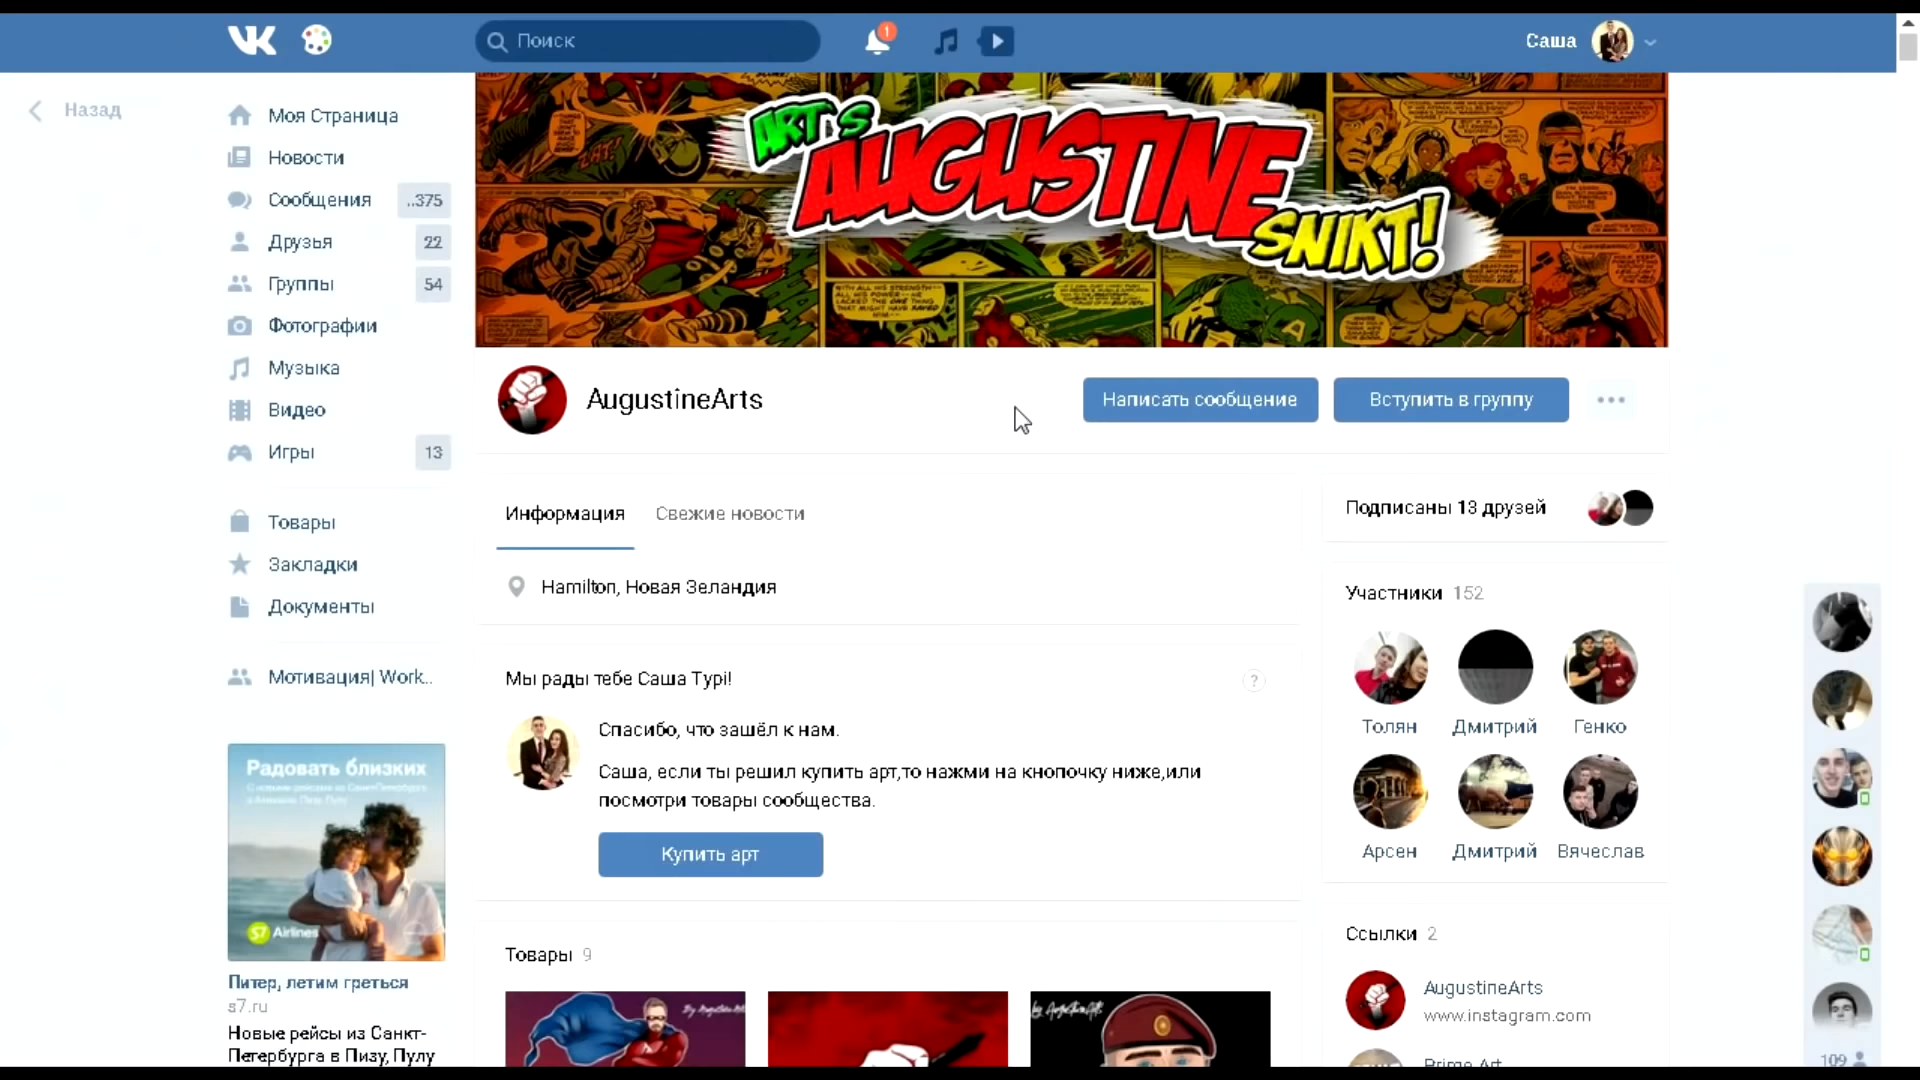 Поиск
1
Саша
Назад
Моя Страница
Новости
Сообщения
..375
Друзья
22
Группы
54
Фотографии
Музыка
Видео
Игры
13
Товары
Закладки
Документы
Мотивация| Work..
Радовать близких
S7 Airlines
Питер, летим греться
s7.ru
Новые рейсы из Санкт-
Петербурга в Пизу, Пулу
ART'S
AUGUSTINE
SNIKT!
AugustineArts
Написать сообщение
Вступить в группу
Информация
Свежие новости
Hamilton, Новая Зеландия
Мы рады тебе Саша Typi!
?
Спасибо, что зашёл к нам.
Саша, если ты решил купить арт,то нажми на кнопочку ниже,или
посмотри товары сообщества.
Купить арт
Товары 9
Подписаны 13 друзей
Участники 152
Толян
Дмитрий
Генко
Арсен
Дмитрий
Вячеслав
Ссылки 2
AugustineArts
www.instagram.com
Prime Art
109